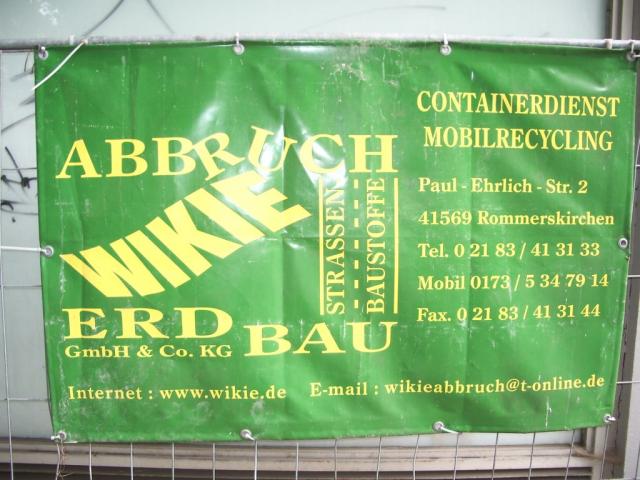 ABBRUCH
WIKIE
STRASSEN
BAUSTOFFE
ERD
BAU
GmbH & Co. KG
CONTAINERDIENST
MOBILRECYCLING
Paul - Ehrlich - Str. 2
41569 Rommerskirchen
Tel. 0 21 83 / 41 31 33
Mobil 0173 / 5 34 79 14
Fax. 0 21 83 / 41 31 44
Internet : www.wikie.de E-mail : wikieabbruch@t-online.de